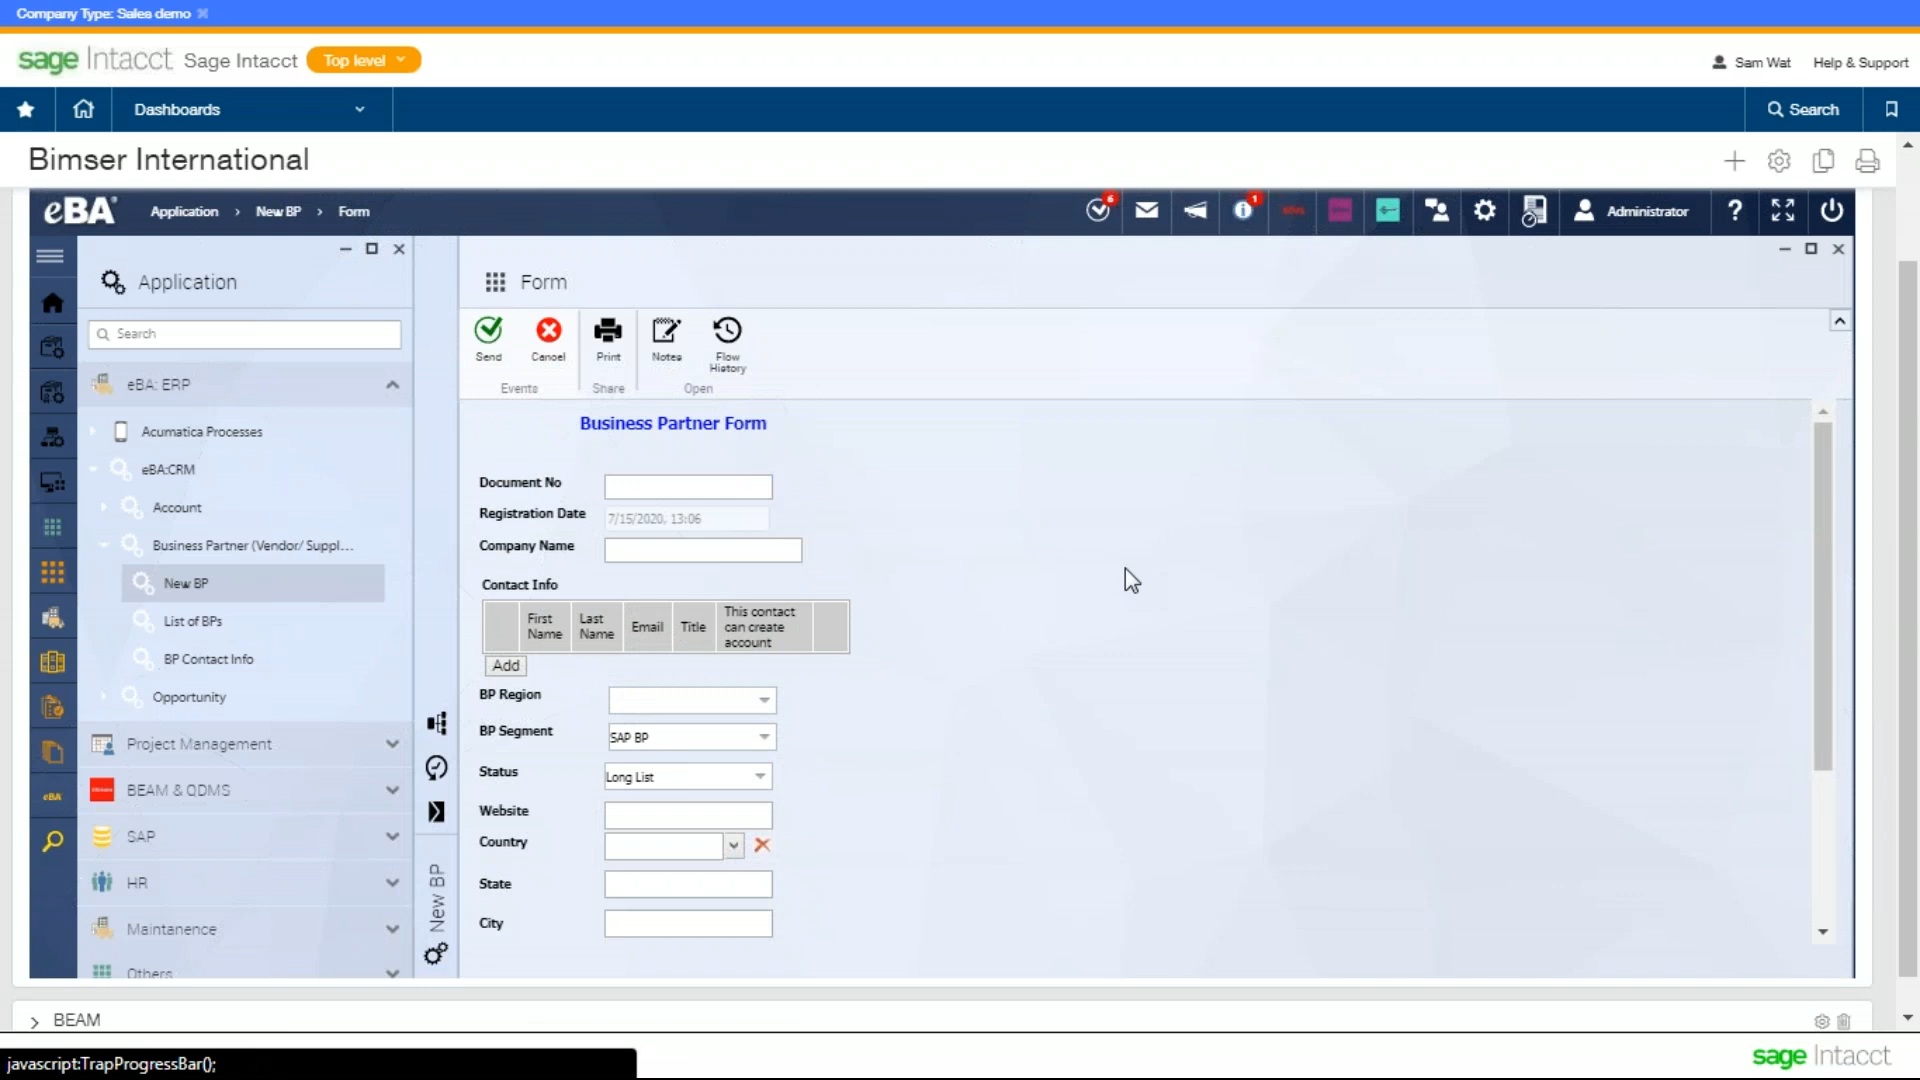 Company Type: Sales demo
sage Intacct Sage Intacct Top level
Sam Wat Help & Support
Dashboards
Search
Bimser International
eBA Application > New BP > Form
6
1
Administrator
?
Application
Search
eBA: ERP
Acumatica Processes
eBA:CRM
Account
Business Partner (Vendor/ Suppl...
New BP
List of BPs
BP Contact Info
Opportunity
Project Management
BEAM & QDMS
SAP
HR
Maintanence
Others
eBA
New BP
Form
Send Cancel Print Notes Flow History
Events Share Open
Business Partner Form
Document No
Registration Date 7/15/2020, 13:06
Company Name
Contact Info
First Name Last Name Email Title This contact can create account
Add
BP Region
BP Segment SAP BP
Status Long List
Website
Country
State
City
BEAM
javascript:TrapProgressBar();
sage Intacct